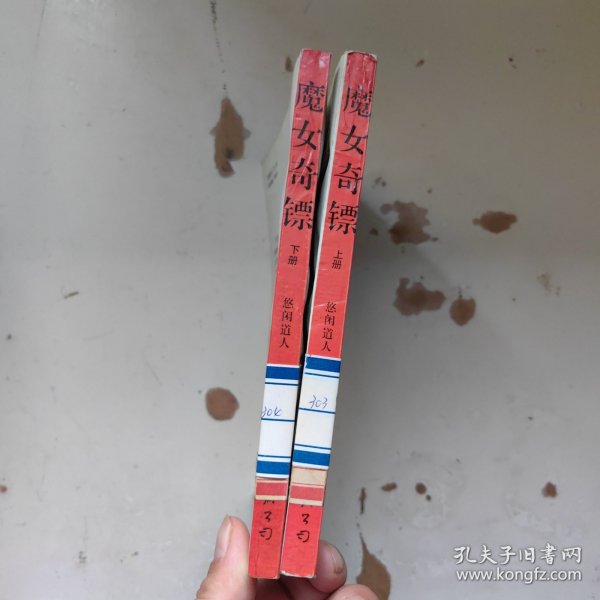 魔女奇镖
下册
悠闲道人
304
魔女奇镖
上册
悠闲道人
303
孔夫子旧书网
www.kongfz.com